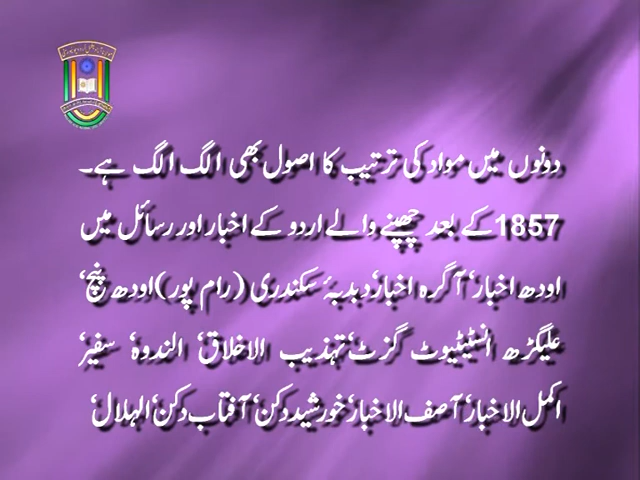 دونوں میں مواد کی ترتیب کا اصول بھی الگ الگ ہے۔
1857 کے بعد چھپنے والے اردو کے اخبار اور رسائل میں
اودھ اخبار، آگرہ اخبار، دبدبۂ سکندری (رام پور) اودھ پنچ،
علیگڑھ انسٹیٹیوٹ گزٹ، تہذیب الاخلاق، الندوہ، سفیر،
اکمل الاخبار، آصف الاخبار، خورشید دکن، آفتاب دکن، الہلال،